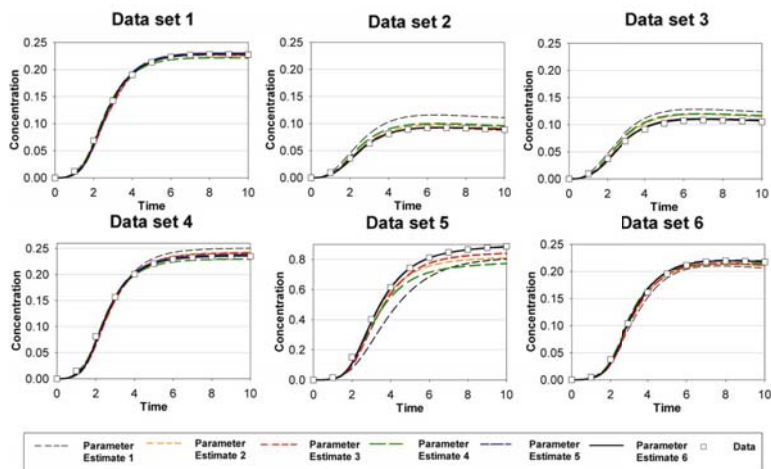 Data set 1
Data set 2
Data set 3
Concentration
0.25
0.20
0.15
0.10
0.05
0.00
0 2 4 6 8 10
Time
Concentration
0.25
0.20
0.15
0.10
0.05
0.00
0 2 4 6 8 10
Time
Concentration
0.25
0.20
0.15
0.10
0.05
0.00
0 2 4 6 8 10
Time
Data set 4
Data set 5
Data set 6
Concentration
0.25
0.20
0.15
0.10
0.05
0.00
0 2 4 6 8 10
Time
Concentration
0.8
0.6
0.4
0.2
0.0
0 2 4 6 8 10
Time
Concentration
0.25
0.20
0.15
0.10
0.05
0.00
0 2 4 6 8 10
Time
Parameter
Estimate 1
Parameter
Estimate 2
Parameter
Estimate 3
Parameter
Estimate 4
Parameter
Estimate 5
Parameter
Estimate 6
Data